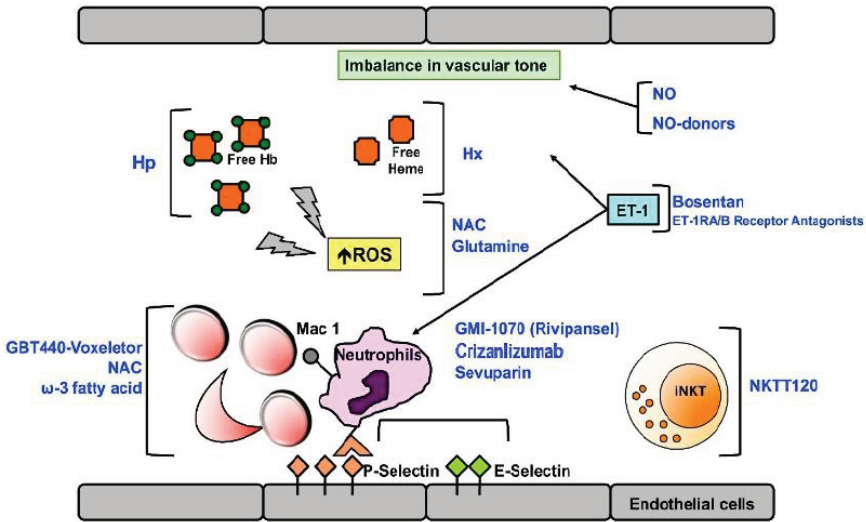 Imbalance in vascular tone
NO
NO-donors
Hp
Free Hb
Free
Heme
Hx
ET-1
Bosentan
ET-1RA/B Receptor Antagonists
NAC
Glutamine
↑ROS
GBT440-Voxeletor
NAC
ω-3 fatty acid
Mac 1
Neutrophils
GMI-1070 (Rivipansel)
Crizanlizumab
Sevuparin
iNKT
NKTT120
P-Selectin
E-Selectin
Endothelial cells